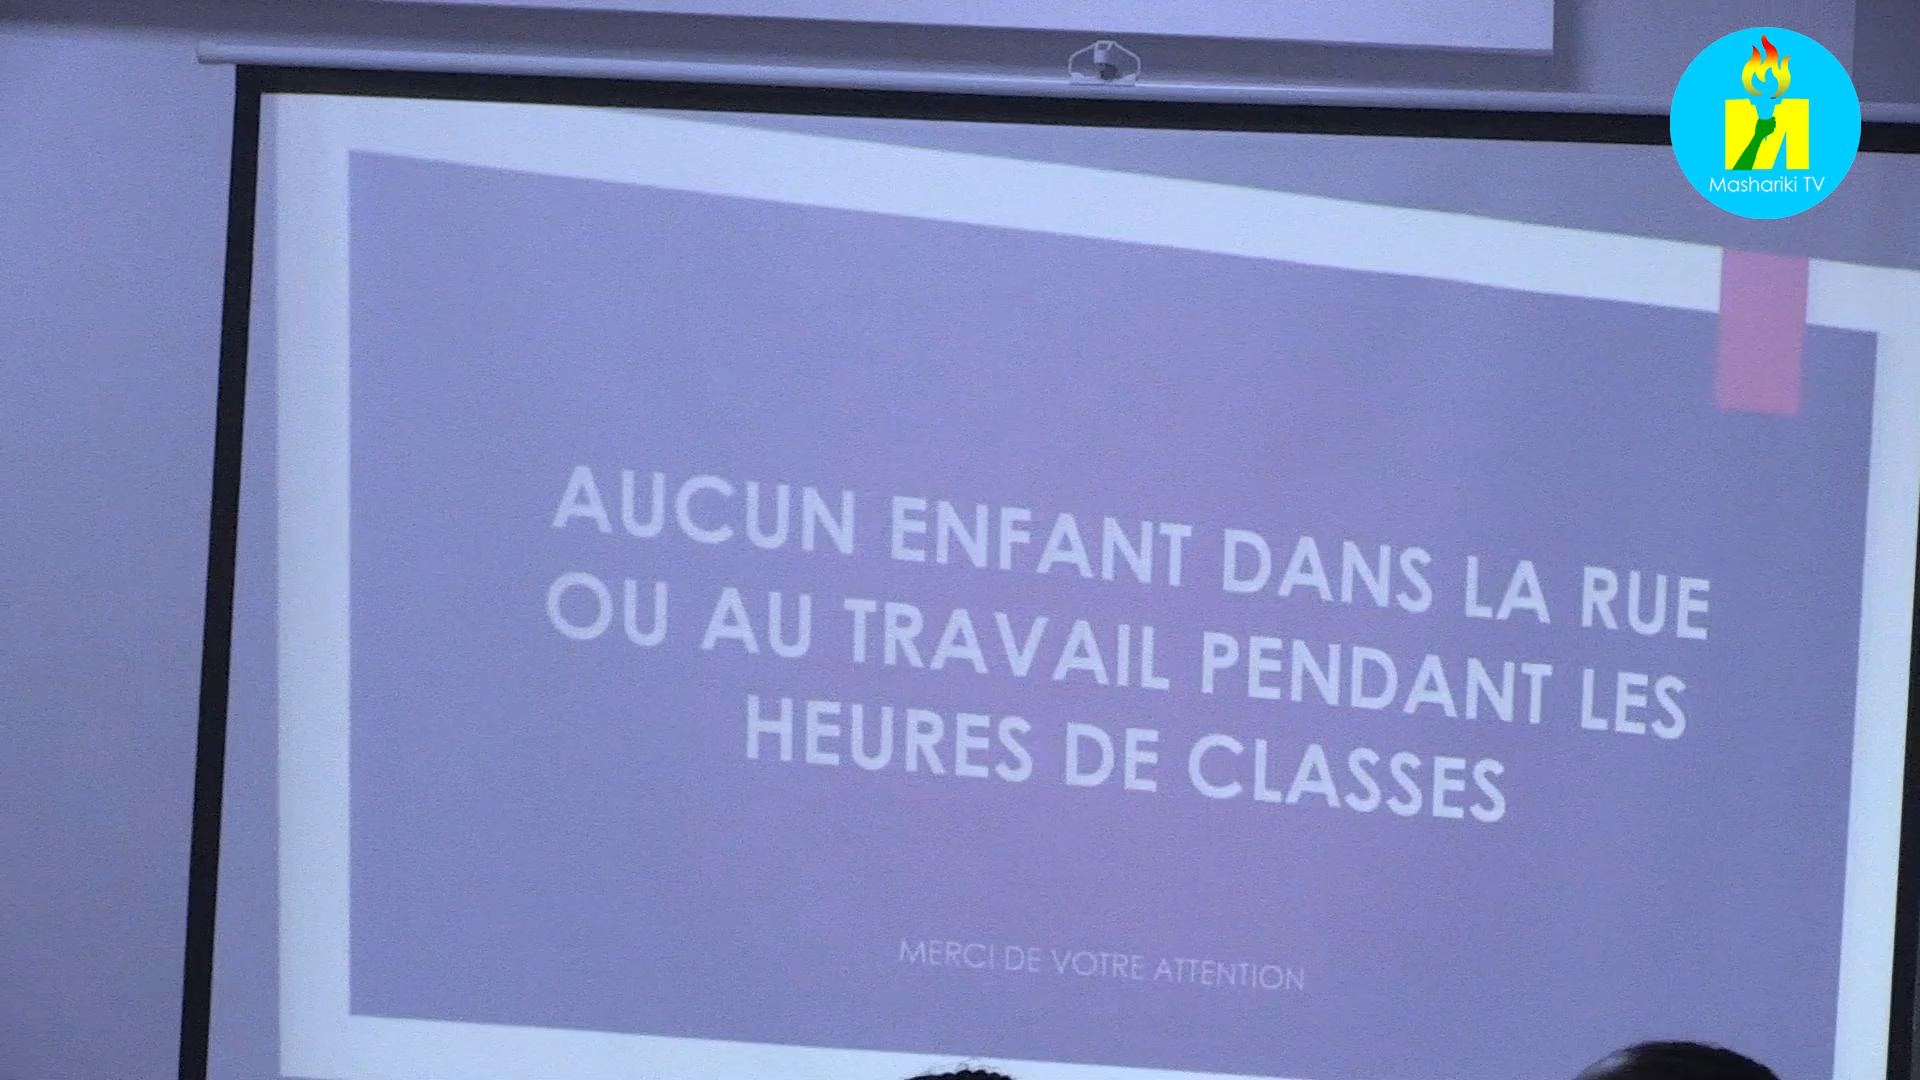 Mashariki TV
AUCUN ENFANT DANS LA RUE
OU AU TRAVAIL PENDANT LES
HEURES DE CLASSES
MERCI DE VOTRE ATTENTION